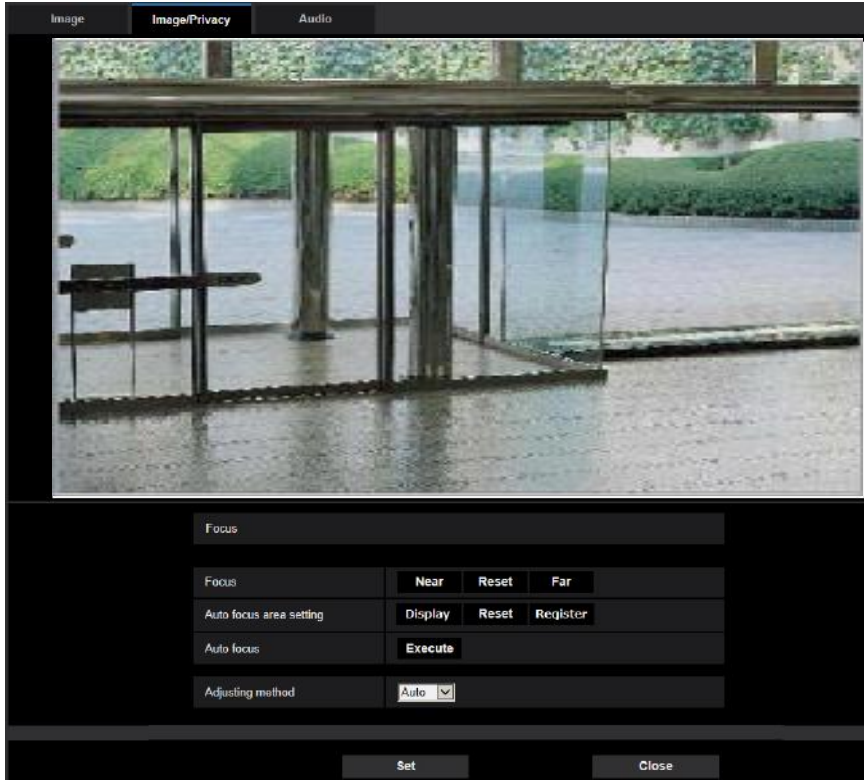 Image Image/Privacy Audio
Focus
Focus Near Reset Far
Auto focus area setting Display Reset Register
Auto focus Execute
Adjusting method Auto
Set Close